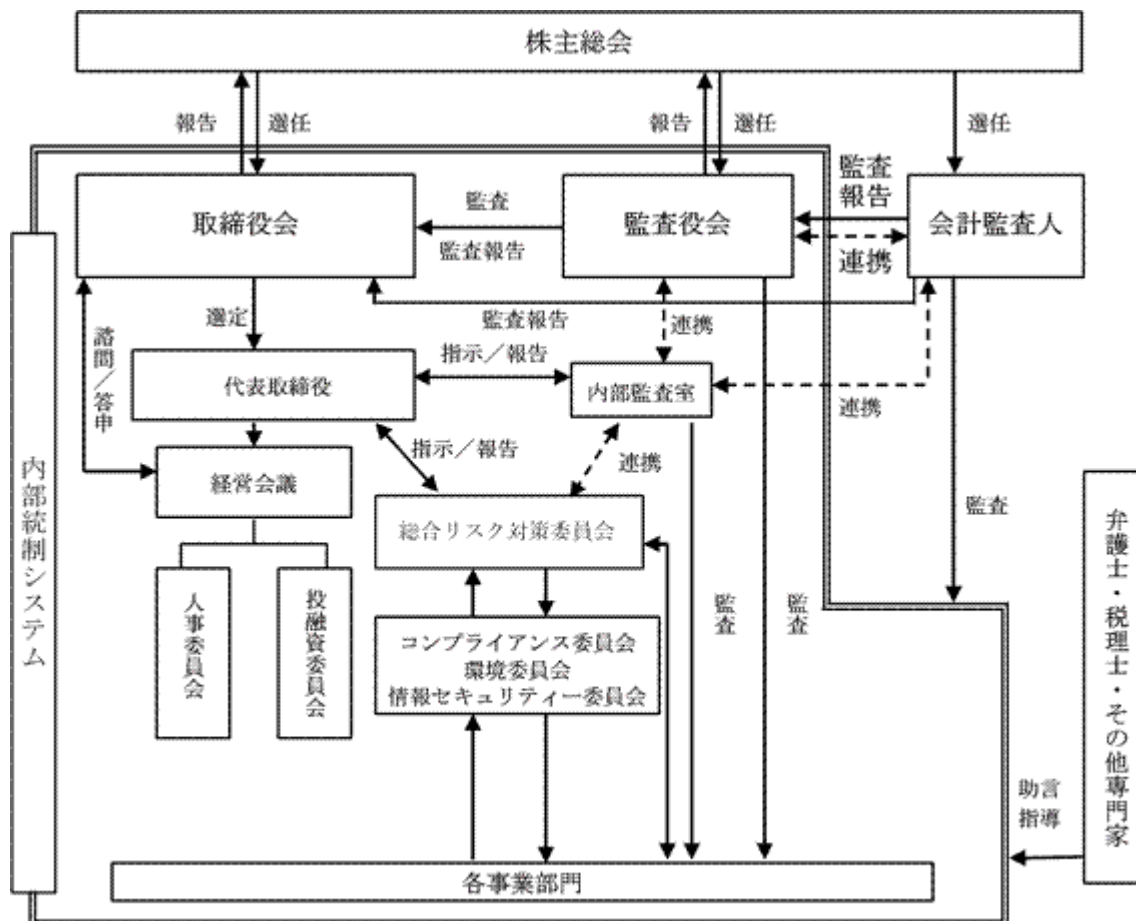 株主総会
報告
選任
報告
選任
選任
取締役会
監査
監査報告
監査役会
監査
報告
連携
会計監査人
諮問／答申
選定
監査報告
連携
代表取締役
指示／報告
内部監査室
連携
経営会議
指示／報告
連携
総合リスク対策委員会
監査
人事委員会
投融資委員会
コンプライアンス委員会
環境委員会
情報セキュリティー委員会
監査
監査
内部統制システム
弁護士・税理士・その他専門家
助言
指導
各事業部門